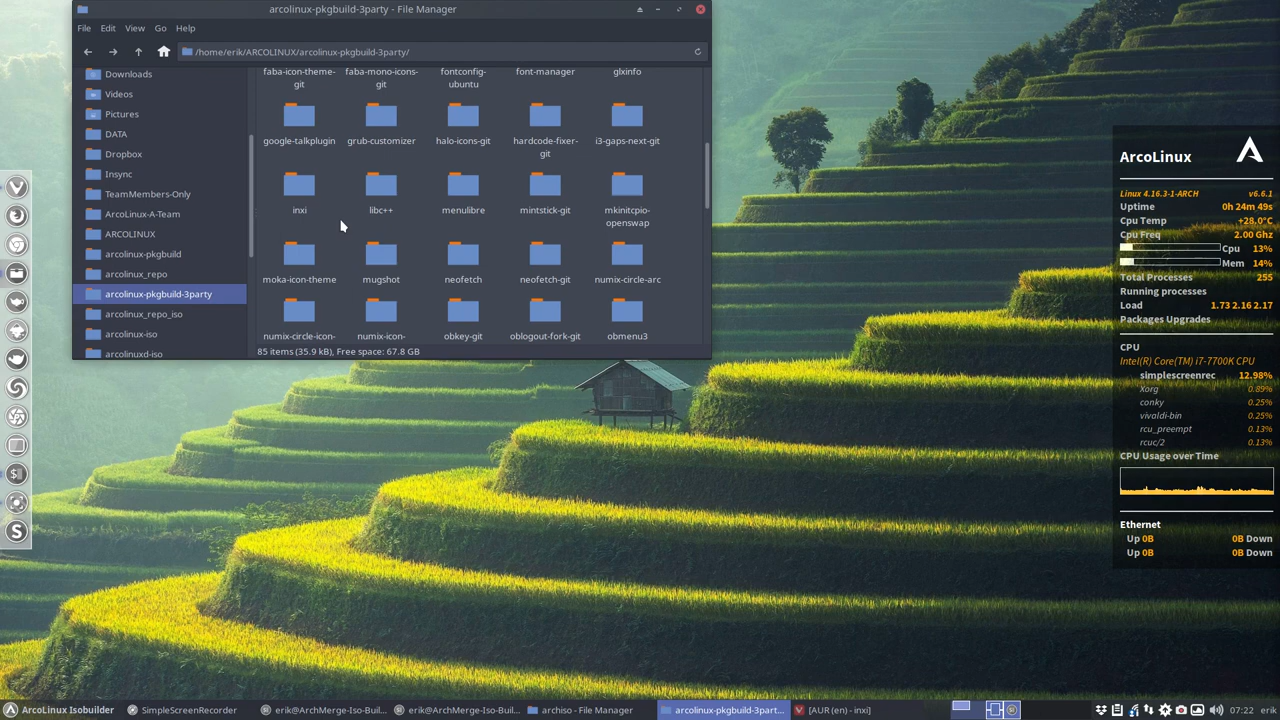 arcolinux-pkgbuild-3party - File Manager
File Edit View Go Help
/home/erik/ARCOLINUX/arcolinux-pkgbuild-3party/
Downloads
Videos
Pictures
DATA
Dropbox
Insync
TeamMembers-Only
ArcoLinux-A-Team
ARCOLINUX
arcolinux-pkgbuild
arcolinux_repo
arcolinux-pkgbuild-3party
arcolinux_repo_iso
arcolinux-iso
arcolinuxd-iso
faba-icon-theme-git
faba-mono-icons-git
fontconfig-ubuntu
font-manager
glxinfo
google-talkplugin
grub-customizer
halo-icons-git
hardcode-fixer-git
i3-gaps-next-git
inxi
libc++
menulibre
mintstick-git
mkinitcpio-openswap
moka-icon-theme
mugshot
neofetch
neofetch-git
numix-circle-arc
numix-circle-icon-
numix-icon-
obkey-git
oblogout-fork-git
obmenu3
85 items (35.9 kB), Free space: 67.8 GB
ArcoLinux
Linux 4.16.3-1-ARCH v6.6.1
Uptime 0h 24m 49s
Cpu Temp +28.0°C
Cpu Freq 2.00 Ghz
Cpu 13%
Mem 14%
Total Processes 255
Running processes
Load 1.73 2.16 2.17
Packages Upgrades
CPU
Intel(R) Core(TM) i7-7700K CPU
simplescreenrec 12.98%
Xorg 0.89%
conky 0.25%
vivaldi-bin 0.25%
rcu_preempt 0.13%
rcuc/2 0.13%
CPU Usage over Time
Ethernet
Up 0B 0B Down
Up 0B 0B Down
ArcoLinux Isobuilder
SimpleScreenRecorder
erik@ArchMerge-Iso-Buil...
erik@ArchMerge-Iso-Buil...
archiso - File Manager
arcolinux-pkgbuild-3part...
[AUR (en) - inxi]
07:22 erik